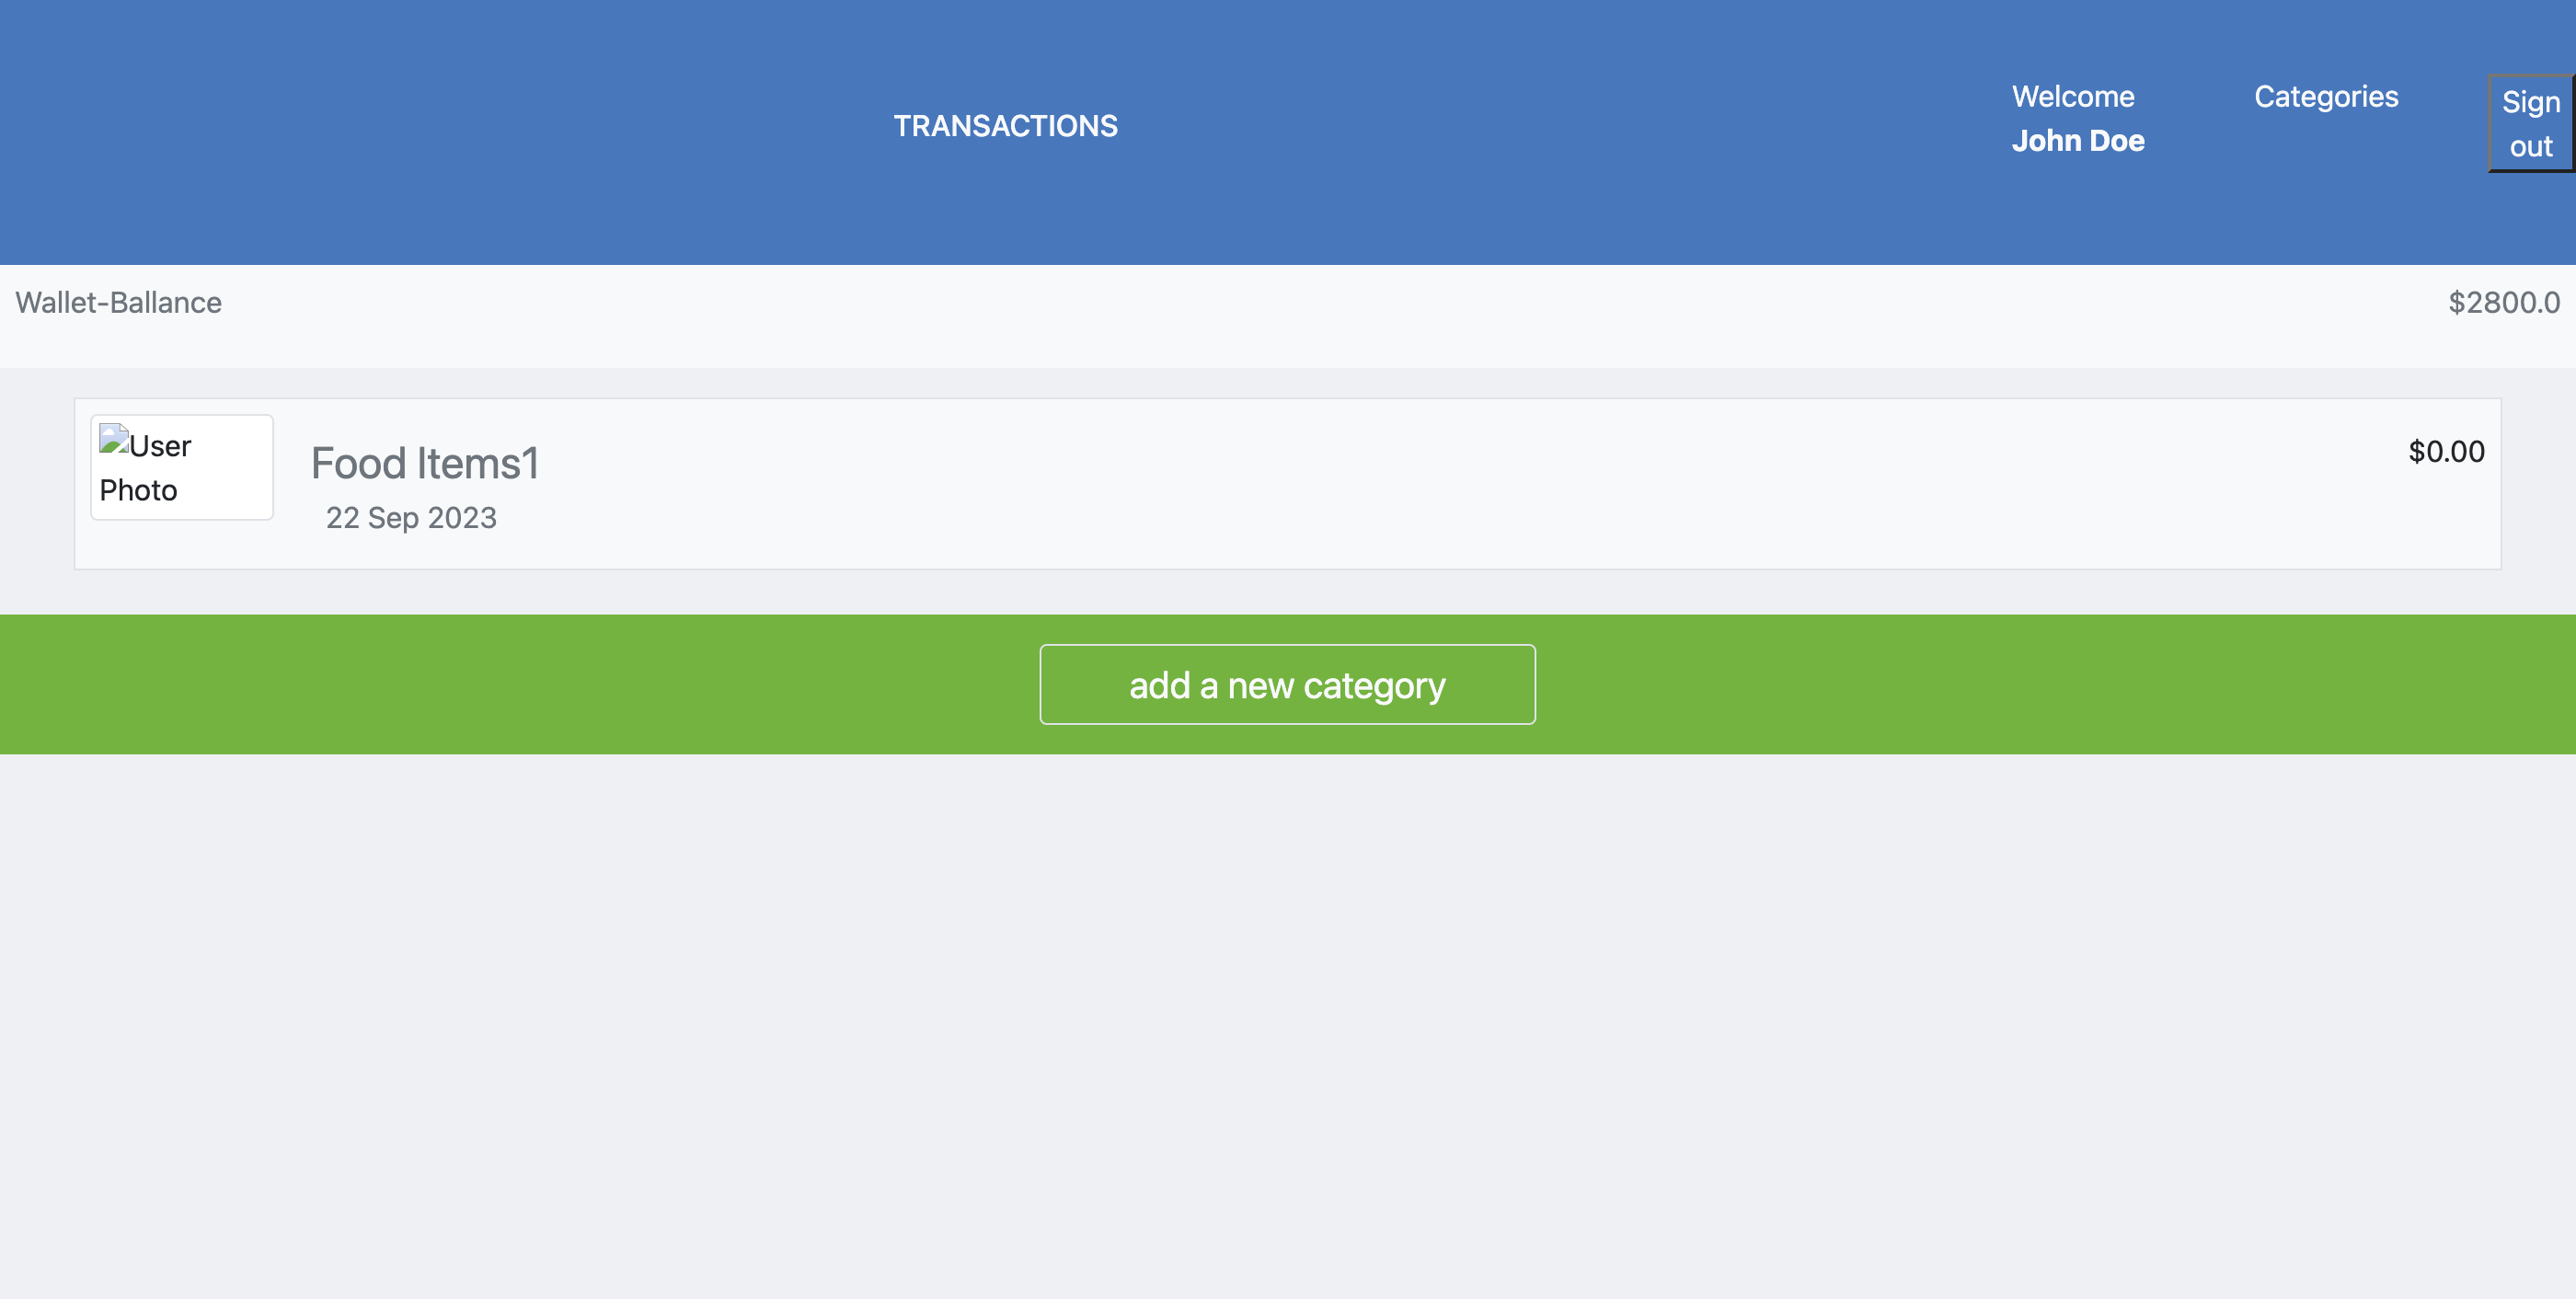 TRANSACTIONS
Welcome
John Doe
Categories
Sign
out
Wallet-Ballance
$2800.0
User
Photo
Food Items1
22 Sep 2023
$0.00
add a new category